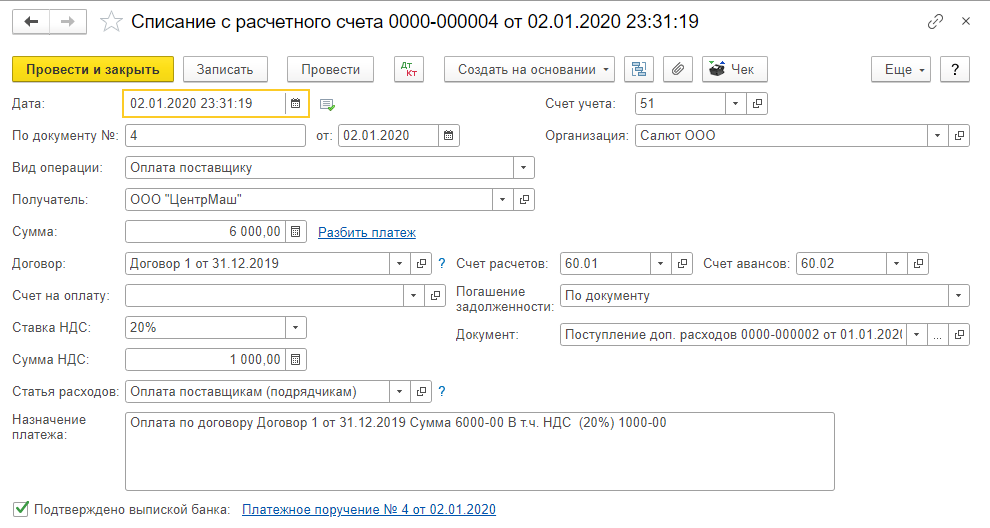 Списание с расчетного счета 0000-000004 от 02.01.2020 23:31:19
Провести и закрыть Записать Провести Дт Кт Создать на основании Чек Еще ?
Дата: 02.01.2020 23:31:19 Счет учета: 51
По документу №: 4 от: 02.01.2020 Организация: Салют ООО
Вид операции: Оплата поставщику
Получатель: ООО "ЦентрМаш"
Сумма: 6 000,00 Разбить платеж
Договор: Договор 1 от 31.12.2019 ? Счет расчетов: 60.01 Счет авансов: 60.02
Счет на оплату: Погашение задолженности: По документу
Ставка НДС: 20% Документ: Поступление доп. расходов 0000-000002 от 01.01.2020 ...
Сумма НДС: 1 000,00
Статья расходов: Оплата поставщикам (подрядчикам) ?
Назначение платежа: Оплата по договору Договор 1 от 31.12.2019 Сумма 6000-00 В т.ч. НДС (20%) 1000-00
Подтверждено выпиской банка: Платежное поручение № 4 от 02.01.2020